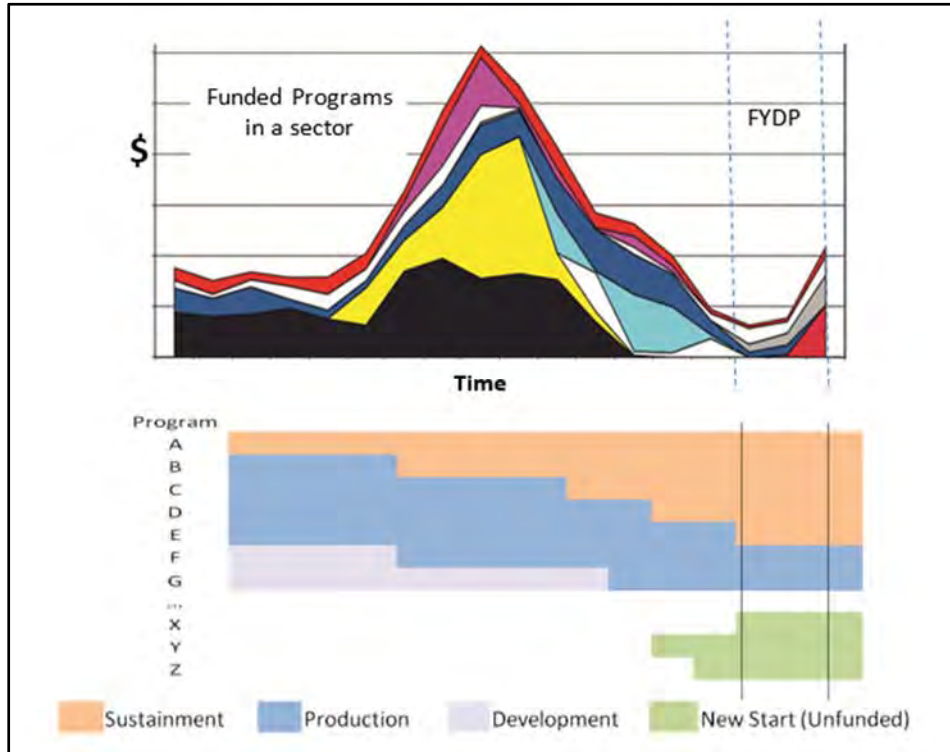 Funded Programs
in a sector
FYDP
$
Time
Program
A
B
C
D
E
F
G
...
X
Y
Z
Sustainment
Production
Development
New Start (Unfunded)